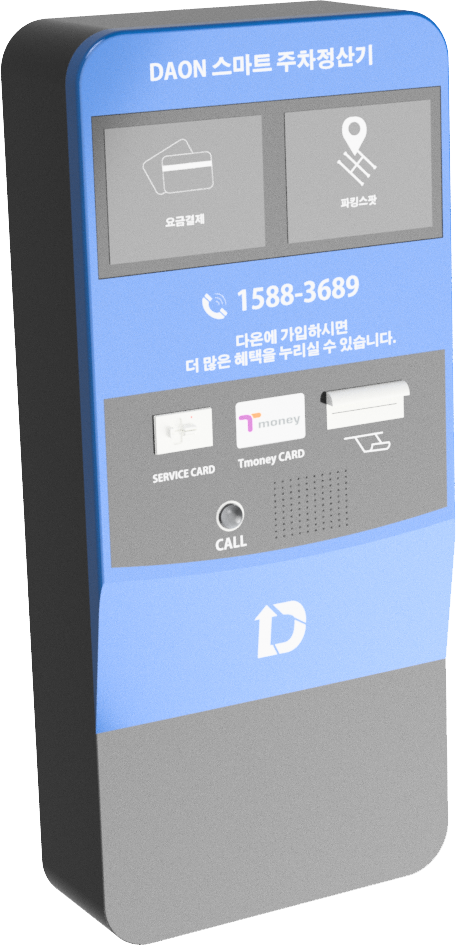 DAON 스마트 주차정산기
요금결제
파킹스팟
1588-3689
다온에 가입하시면
더 많은 혜택을 누리실 수 있습니다.
Tmoney
SERVICE CARD
Tmoney CARD
CALL
D